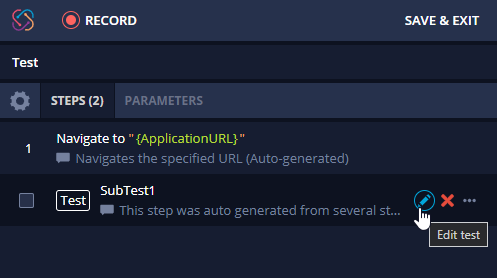 RECORD
SAVE & EXIT
Test
STEPS (2)
PARAMETERS
1
Navigate to "{ApplicationURL}"
Navigates the specified URL (Auto-generated)
Test
SubTest1
This step was auto generated from several st...
Edit test